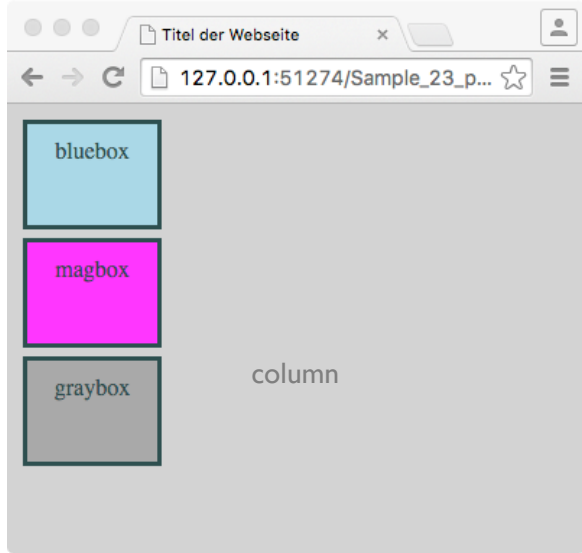 Titel der Webseite
127.0.0.1:51274/Sample_23_p...
bluebox
magbox
column
graybox